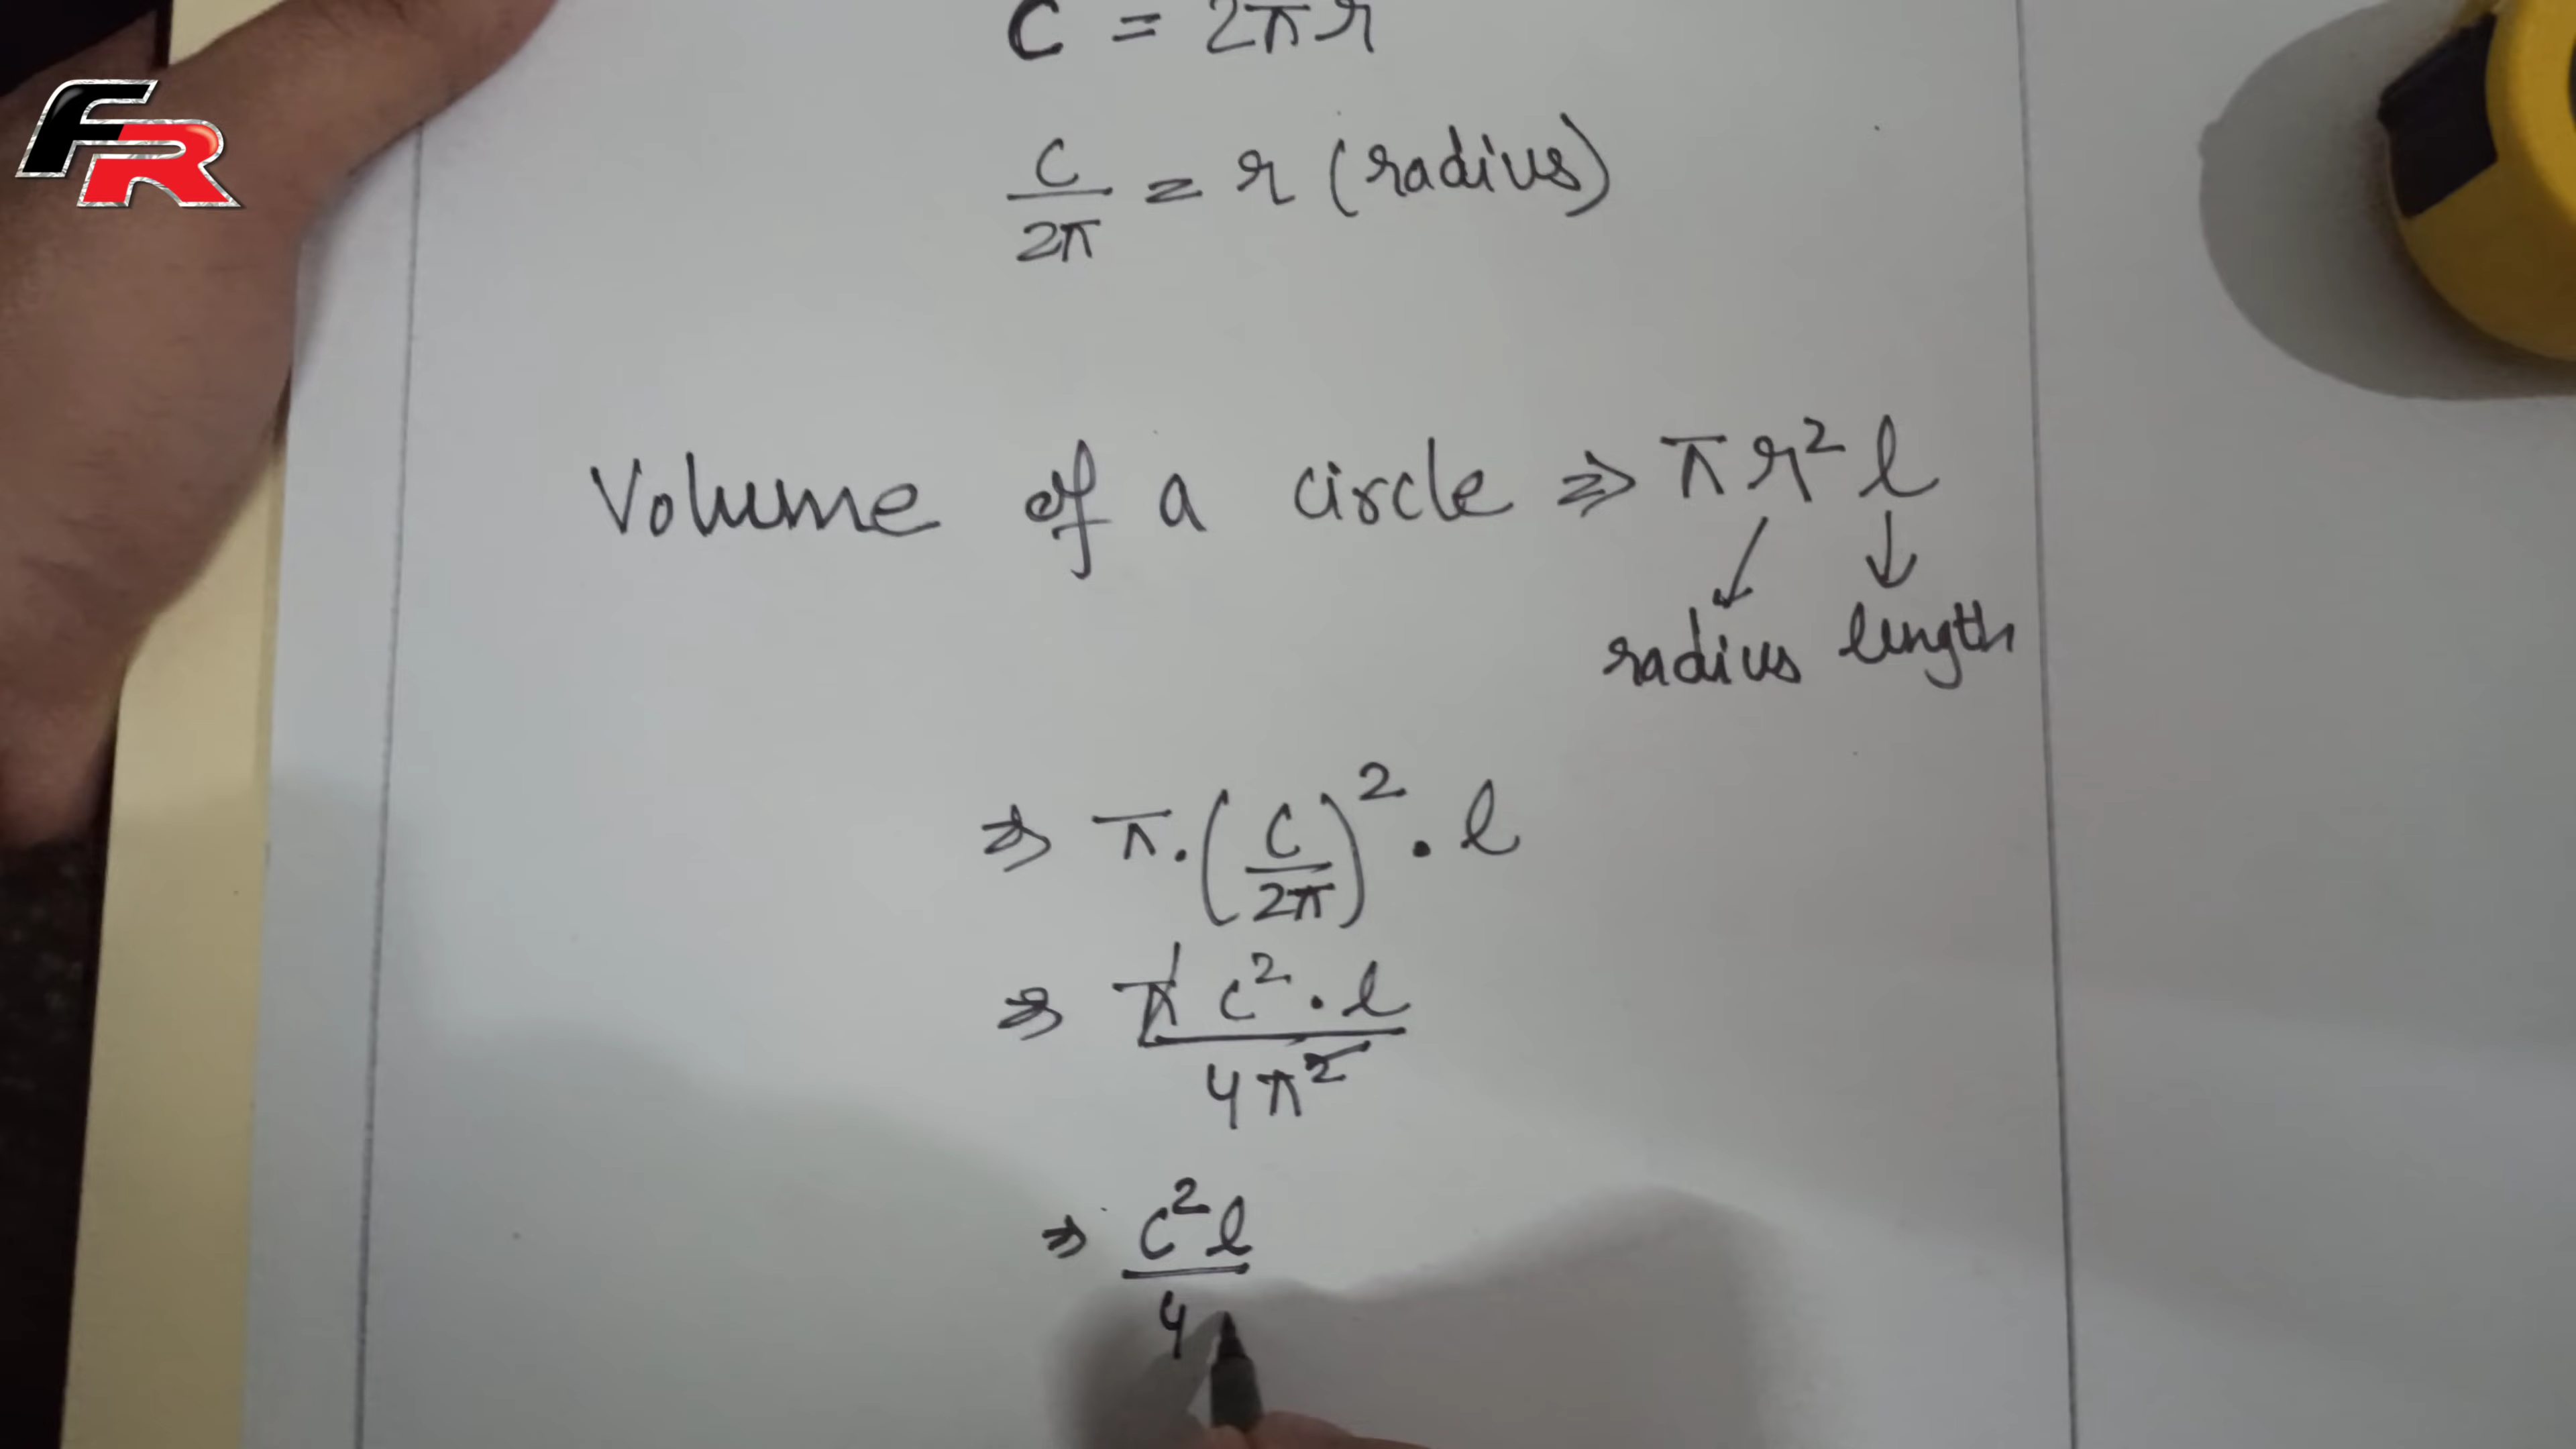 FR
C = 2πr
C/2π = r (radius)
Volume of a circle ⇒ πr²l
radius length
⇒ π.(C/2π)².l
⇒ πc².l/4π²
⇒ c²l/4